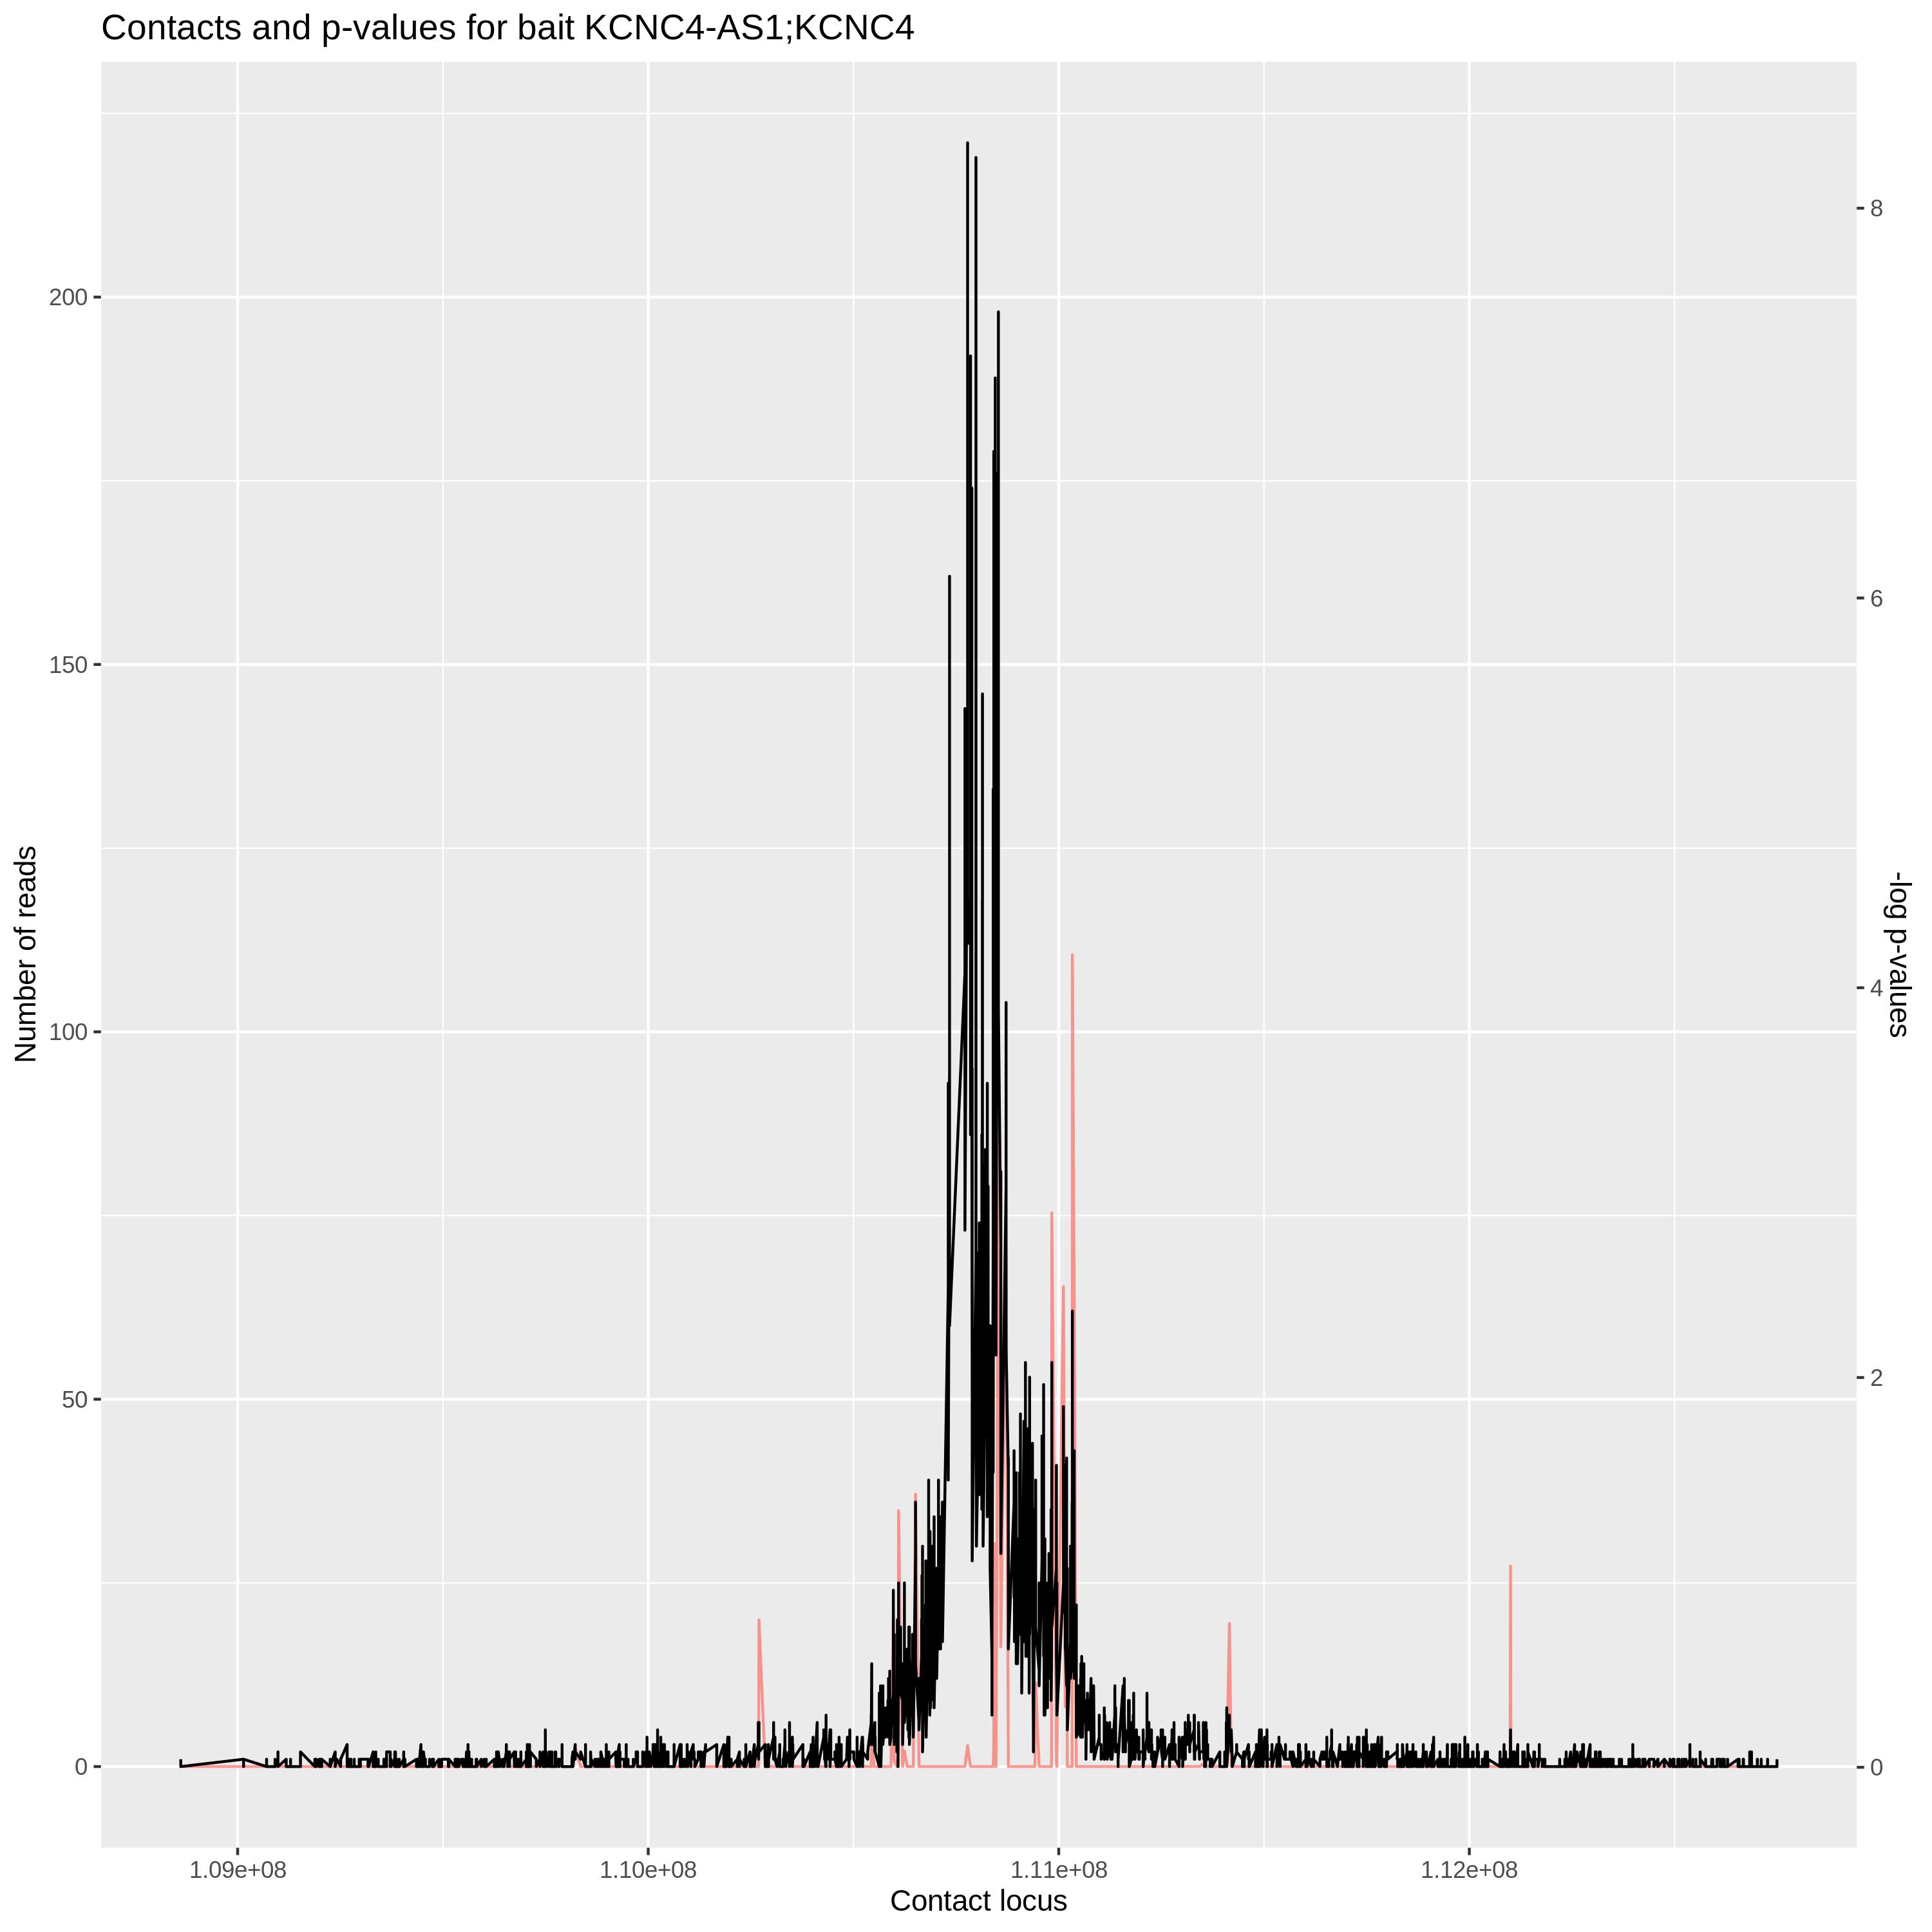 Contacts and p-values for bait KCNC4-AS1;KCNC4
Number of reads
200
150
100
50
0
8
6
4
2
0
-log p-values
1.09e+08 1.10e+08 1.11e+08 1.12e+08
Contact locus